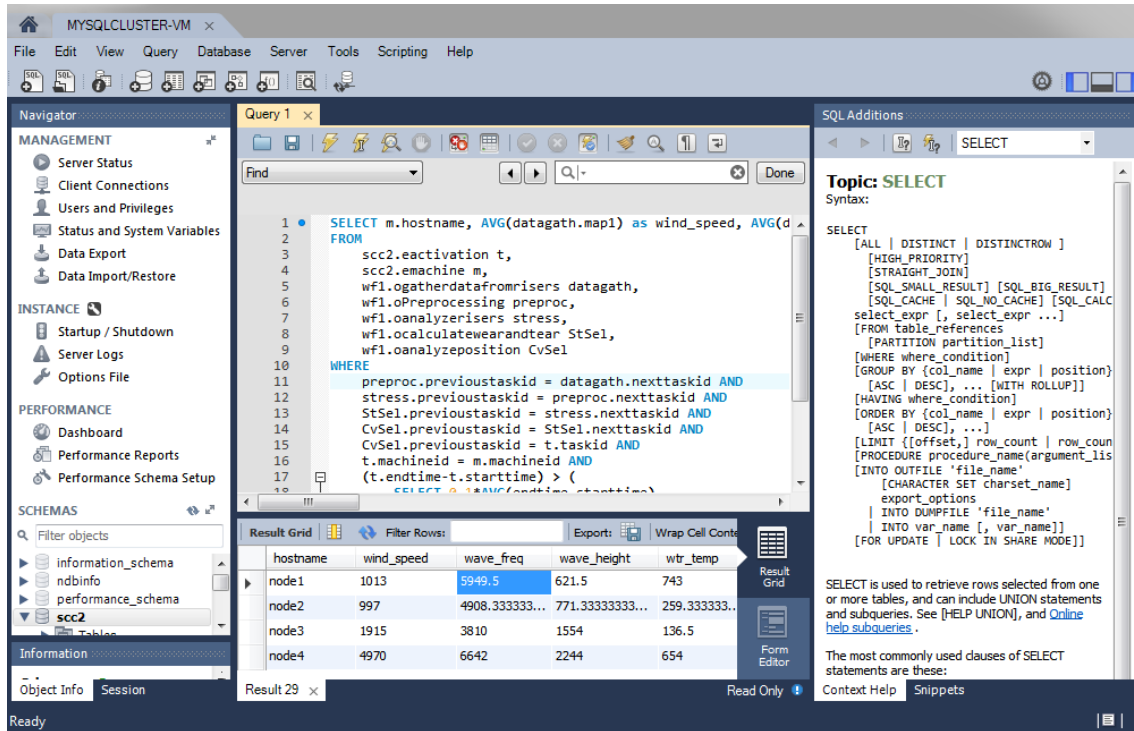 MYSQLCLUSTER-VM ×
File Edit View Query Database Server Tools Scripting Help
SQL SQL
Navigator
MANAGEMENT
Server Status
Client Connections
Users and Privileges
Status and System Variables
Data Export
Data Import/Restore
INSTANCE
Startup / Shutdown
Server Logs
Options File
PERFORMANCE
Dashboard
Performance Reports
Performance Schema Setup
SCHEMAS
Filter objects
information_schema
ndbinfo
performance_schema
scc2
Tables
Information
Object Info Session
Query 1 ×
Find Done
1 SELECT m.hostname, AVG(datagath.map1) as wind_speed, AVG(d
2 FROM
3 scc2.eactivation t,
4 scc2.emachine m,
5 wf1.ogatherdatafromrisers datagath,
6 wf1.oPreprocessing preproc,
7 wf1.oanalyzerisers stress,
8 wf1.ocalculatewearandtear StSel,
9 wf1.oanalyzeposition CvSel
10 WHERE
11 preproc.previoustaskid = datagath.nexttaskid AND
12 stress.previoustaskid = preproc.nexttaskid AND
13 StSel.previoustaskid = stress.nexttaskid AND
14 CvSel.previoustaskid = StSel.nexttaskid AND
15 CvSel.previoustaskid = t.taskid AND
16 t.machineid = m.machineid AND
17 (t.endtime-t.starttime) > (
18 SELECT 0.1*AVG(endtime-starttime)
Result Grid Filter Rows: Export: Wrap Cell Conte
hostname wind_speed wave_freq wave_height wtr_temp
node1 1013 5949.5 621.5 743
node2 997 4908.333333... 771.33333333... 259.333333..
node3 1915 3810 1554 136.5
node4 4970 6642 2244 654
Result Grid
Form Editor
Result 29 × Read Only
SQL Additions
SELECT
Topic: SELECT
Syntax:
SELECT
[ALL | DISTINCT | DISTINCTROW ]
[HIGH_PRIORITY]
[STRAIGHT_JOIN]
[SQL_SMALL_RESULT] [SQL_BIG_RESULT]
[SQL_CACHE | SQL_NO_CACHE] [SQL_CALC
select_expr [, select_expr ...]
[FROM table_references
[PARTITION partition_list]
[WHERE where_condition]
[GROUP BY {col_name | expr | position}
[ASC | DESC], ... [WITH ROLLUP]]
[HAVING where_condition]
[ORDER BY {col_name | expr | position}
[ASC | DESC], ...]
[LIMIT {[offset,] row_count | row_coun
[PROCEDURE procedure_name(argument_lis
[INTO OUTFILE 'file_name'
[CHARACTER SET charset_name]
export_options
| INTO DUMPFILE 'file_name'
| INTO var_name [, var_name]]
[FOR UPDATE | LOCK IN SHARE MODE]]
SELECT is used to retrieve rows selected from one
or more tables, and can include UNION statements
and subqueries. See [HELP UNION], and Online
help subqueries .
The most commonly used clauses of SELECT
statements are these:
Context Help Snippets
Ready